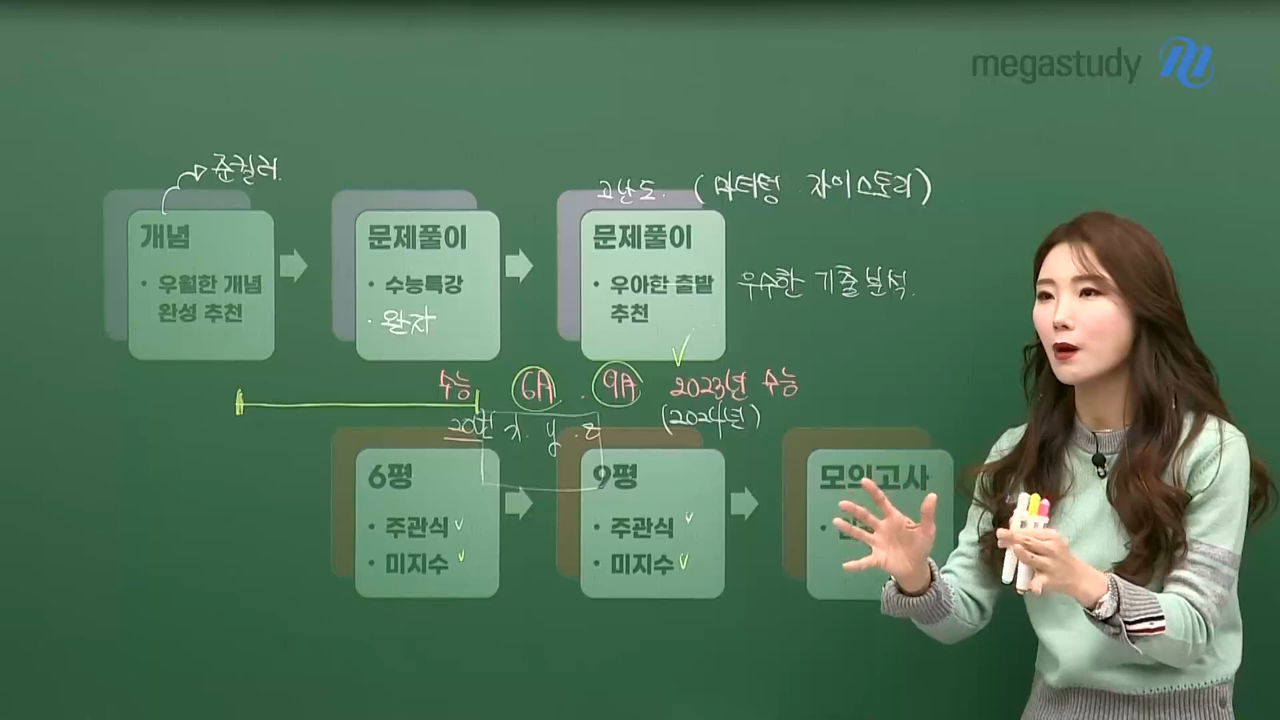 megastudy
준킬러.
고난도. (마더텅 자이스토리)
개념
• 우월한 개념
완성 추천
문제풀이
• 수능특강
· 완자
문제풀이
• 우아한 출발
추천
우수한 기출분석.
수능 6A . 9A 2023년 수능
(2024년)
20번
6평
• 주관식
• 미지수
9평
• 주관식
• 미지수
모의고사